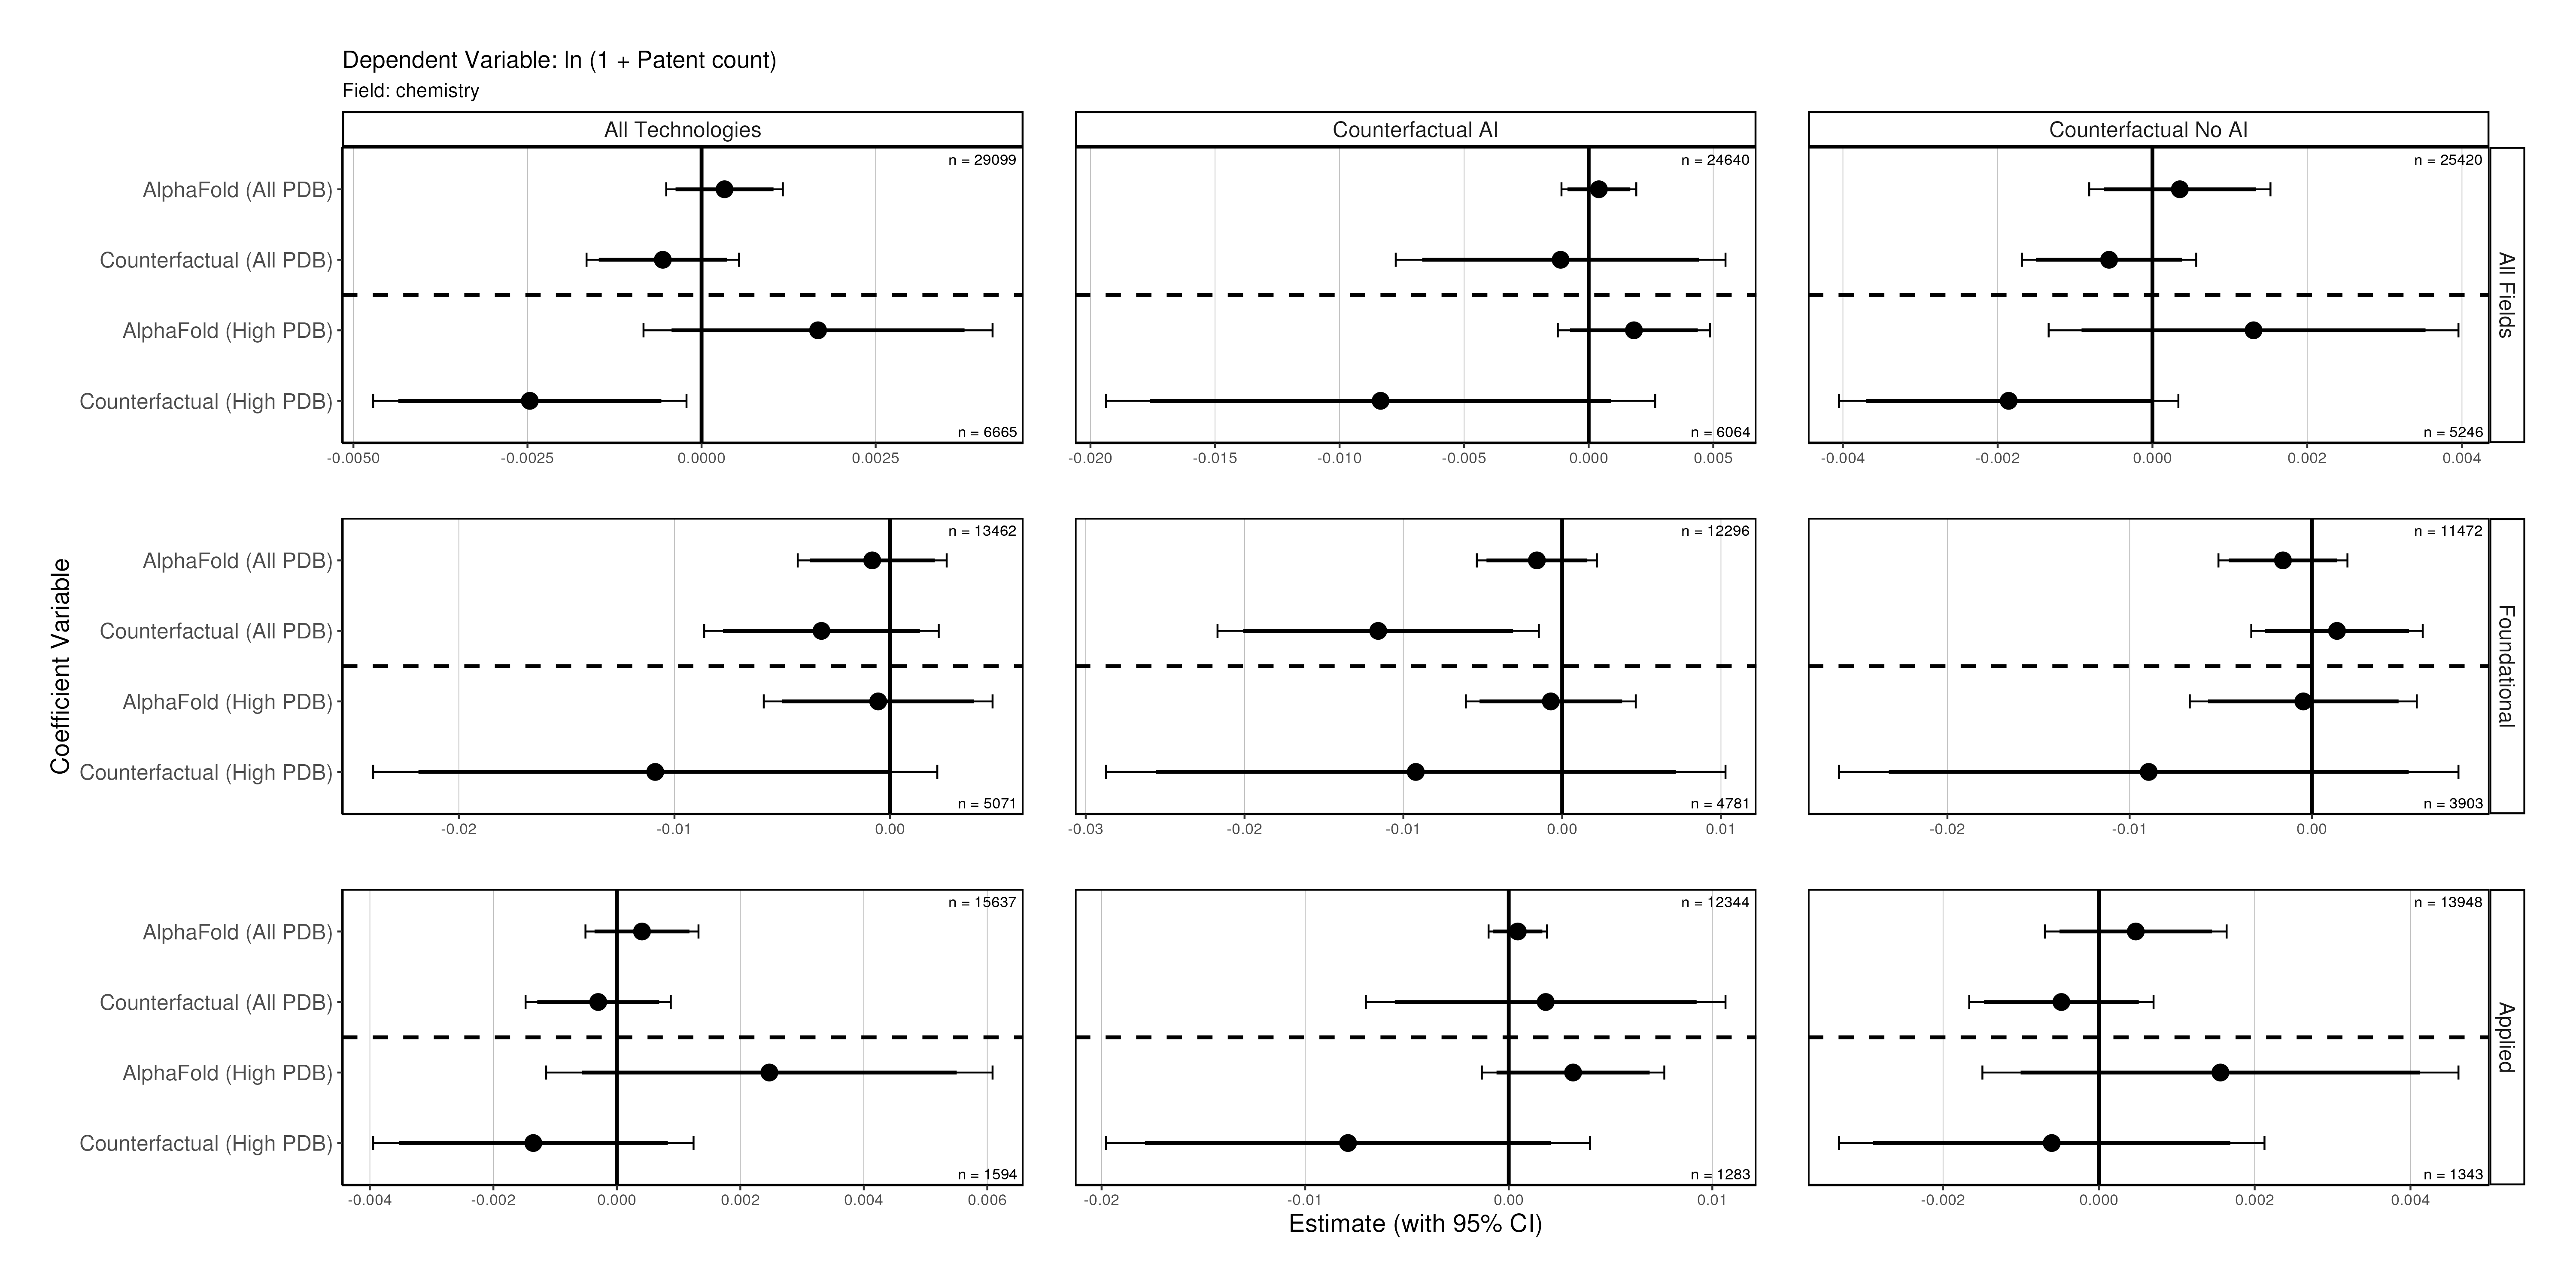 Dependent Variable: ln (1 + Patent count)
Field: chemistry
All Technologies
Counterfactual AI
Counterfactual No AI
AlphaFold (All PDB)
Counterfactual (All PDB)
AlphaFold (High PDB)
Counterfactual (High PDB)
n = 29099
n = 6665
n = 24640
n = 6064
n = 25420
n = 5246
All Fields
-0.0050 -0.0025 0.0000 0.0025
-0.020 -0.015 -0.010 -0.005 0.000 0.005
-0.004 -0.002 0.000 0.002 0.004
Coefficient Variable
AlphaFold (All PDB)
Counterfactual (All PDB)
AlphaFold (High PDB)
Counterfactual (High PDB)
n = 13462
n = 5071
n = 12296
n = 4781
n = 11472
n = 3903
Foundational
-0.02 -0.01 0.00
-0.03 -0.02 -0.01 0.00 0.01
-0.02 -0.01 0.00
AlphaFold (All PDB)
Counterfactual (All PDB)
AlphaFold (High PDB)
Counterfactual (High PDB)
n = 15637
n = 1594
n = 12344
n = 1283
n = 13948
n = 1343
Applied
-0.004 -0.002 0.000 0.002 0.004 0.006
-0.02 -0.01 0.00 0.01
-0.002 0.000 0.002 0.004
Estimate (with 95% CI)